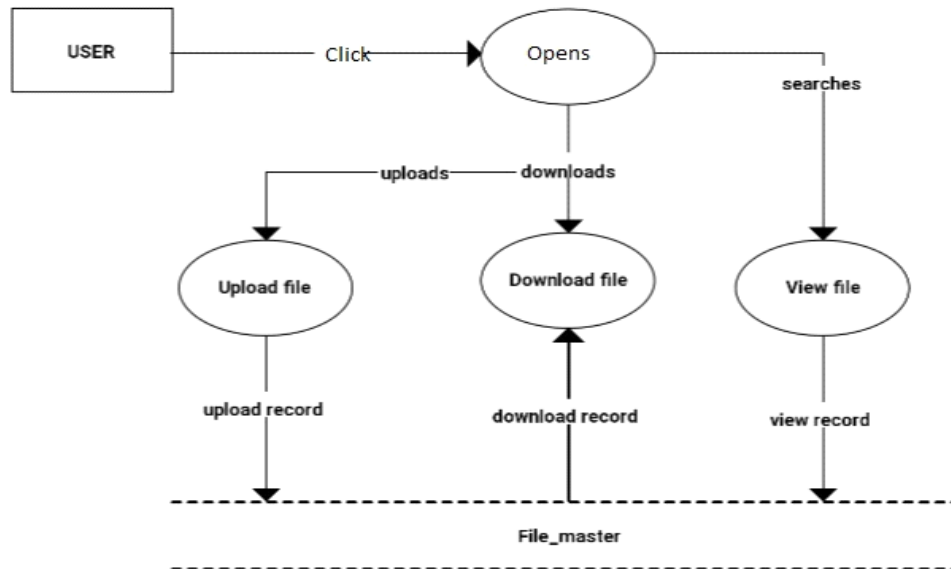 USER
Click
Opens
searches
uploads
downloads
Upload file
Download file
View file
upload record
download record
view record
File_master